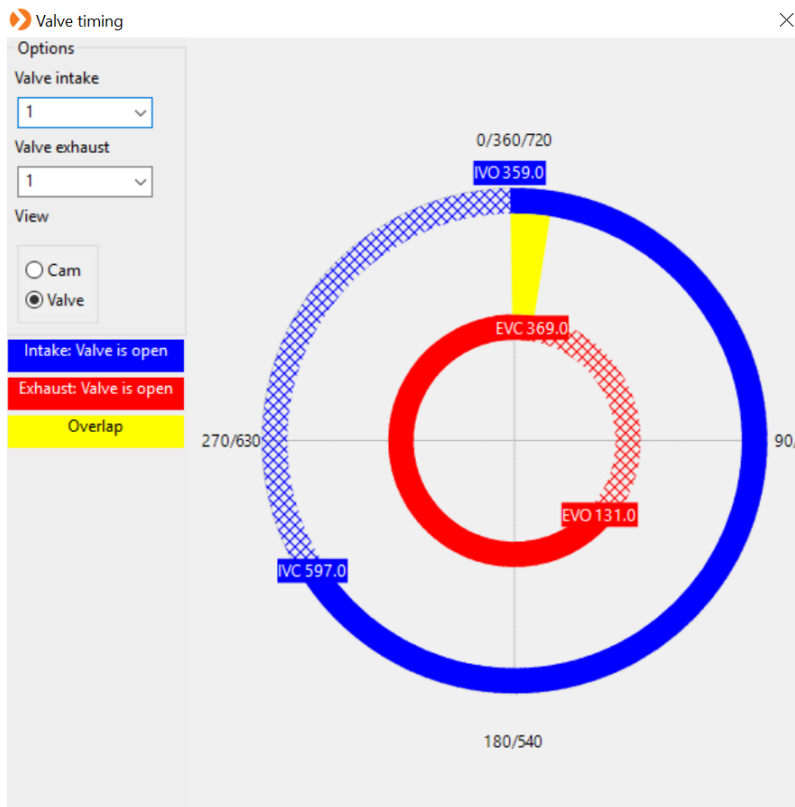 Valve timing
Options
Valve intake
1
Valve exhaust
1
View
Cam
Valve
Intake: Valve is open
Exhaust: Valve is open
Overlap
0/360/720
IVO 359.0
EVC 369.0
270/630
90/
EVO 131.0
IVC 597.0
180/540